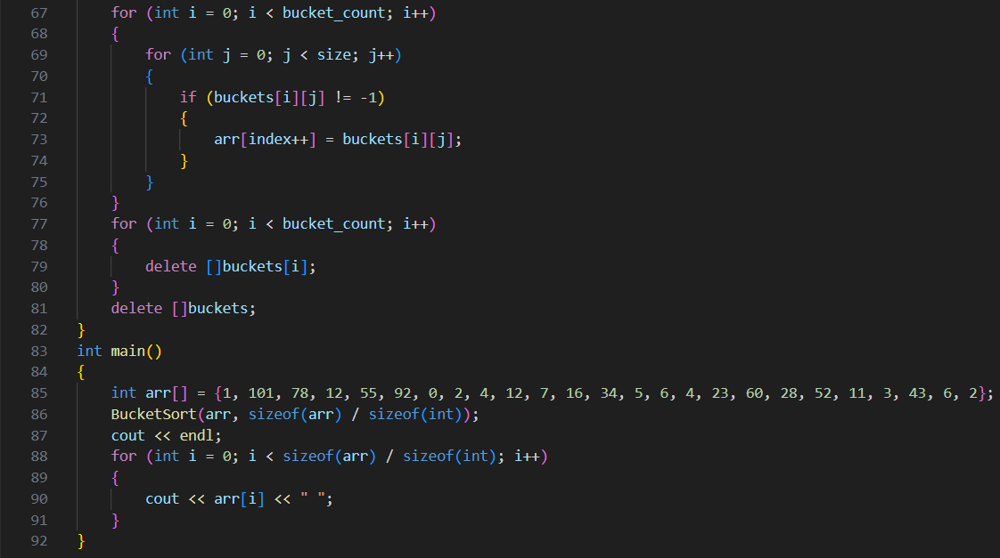 67 for (int i = 0; i < bucket_count; i++)
68 {
69 for (int j = 0; j < size; j++)
70 {
71 if (buckets[i][j] != -1)
72 {
73 arr[index++] = buckets[i][j];
74 }
75 }
76 }
77 for (int i = 0; i < bucket_count; i++)
78 {
79 delete []buckets[i];
80 }
81 delete []buckets;
82 }
83 int main()
84 {
85 int arr[] = {1, 101, 78, 12, 55, 92, 0, 2, 4, 12, 7, 16, 34, 5, 6, 4, 23, 60, 28, 52, 11, 3, 43, 6, 2};
86 BucketSort(arr, sizeof(arr) / sizeof(int));
87 cout << endl;
88 for (int i = 0; i < sizeof(arr) / sizeof(int); i++)
89 {
90 cout << arr[i] << " ";
91 }
92 }